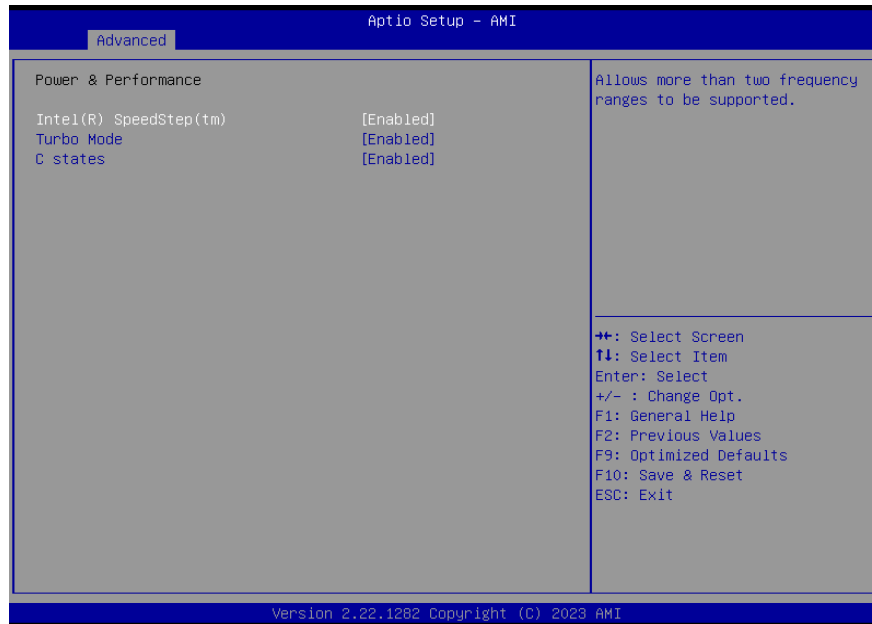 Aptio Setup – AMI
Advanced
Power & Performance
Intel(R) SpeedStep(tm) [Enabled]
Turbo Mode [Enabled]
C states [Enabled]
Allows more than two frequency
ranges to be supported.
→←: Select Screen
↑↓: Select Item
Enter: Select
+/- : Change Opt.
F1: General Help
F2: Previous Values
F9: Optimized Defaults
F10: Save & Reset
ESC: Exit
Version 2.22.1282 Copyright (C) 2023 AMI